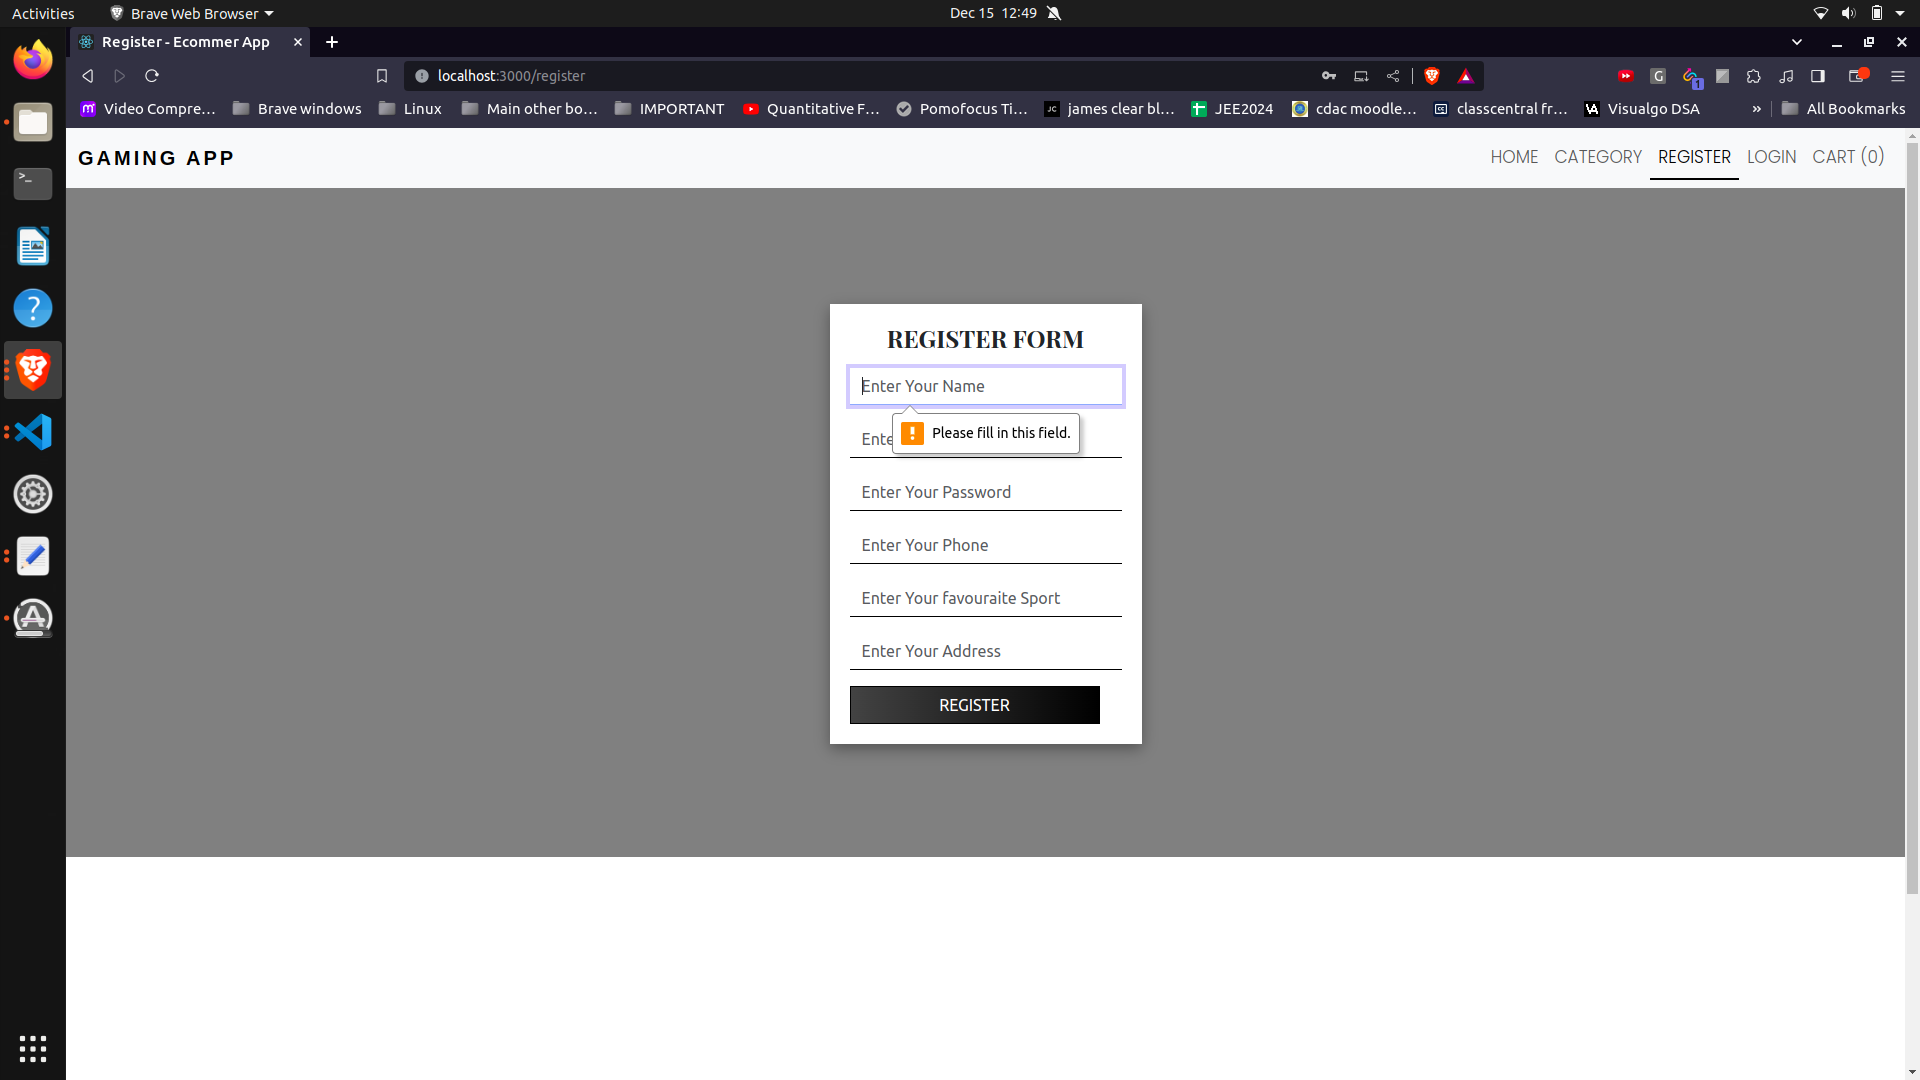 Activities Brave Web Browser Dec 15 12:49
Register - Ecommer App
localhost:3000/register
Video Compre... Brave windows Linux Main other bo... IMPORTANT Quantitative F... Pomofocus Ti... james clear bl... JEE2024 cdac moodle... classcentral fr... Visualgo DSA » All Bookmarks
GAMING APP HOME CATEGORY REGISTER LOGIN CART (0)
REGISTER FORM
Enter Your Name
Please fill in this field.
Ente
Enter Your Password
Enter Your Phone
Enter Your favouraite Sport
Enter Your Address
REGISTER